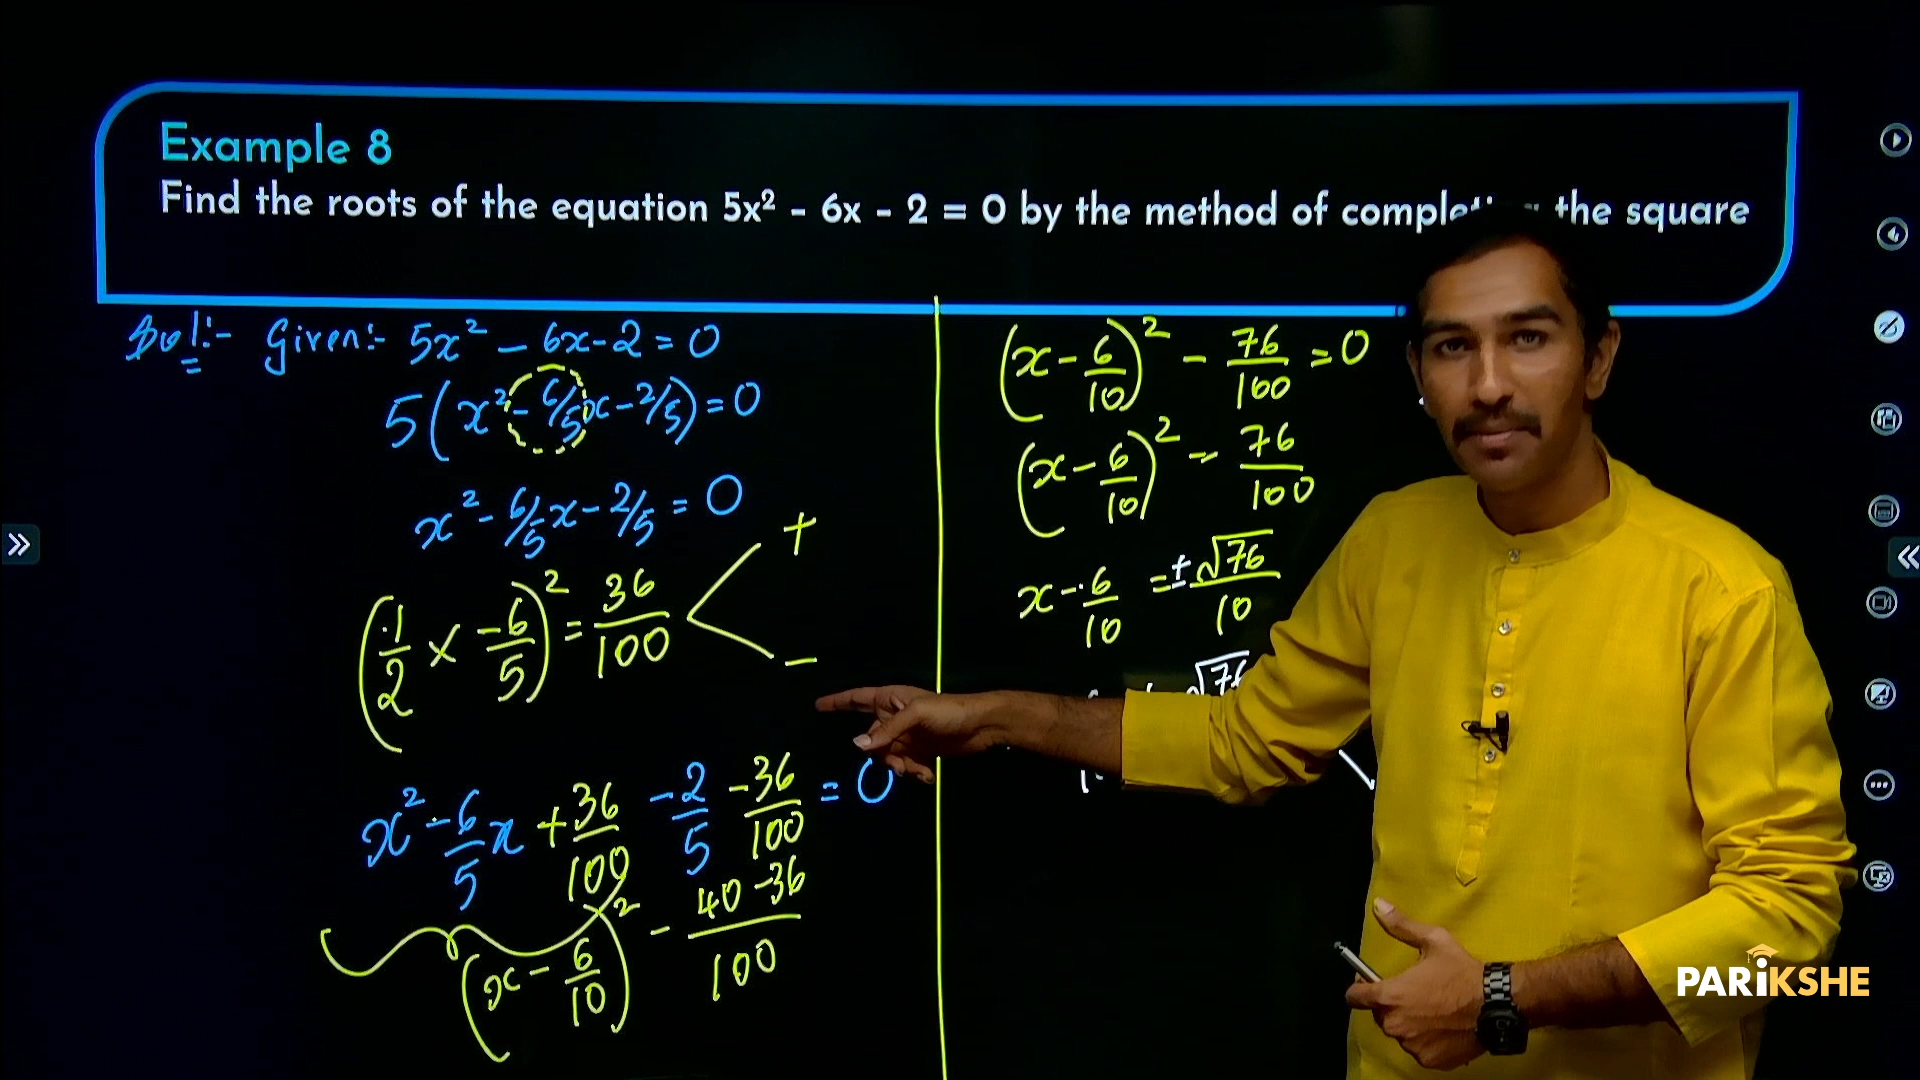 Example 8
Find the roots of the equation 5x² - 6x - 2 = 0 by the method of the square
Sol:- Given:- 5x² - 6x - 2 = 0
5(x² - 6/5x - 2/5) = 0
x² - 6/5x - 2/5 = 0
+
(1/2 × -6/5)² = 36/100
-
x² - 6/5 x + 36/100 - 2/5 - 36/100 = 0
(x - 6/10)² - 40 - 36/100
(x - 6/10)² - 76/100 = 0
(x - 6/10)² = 76/100
x - 6/10 = ± √76/10
√76
PARiKSHE